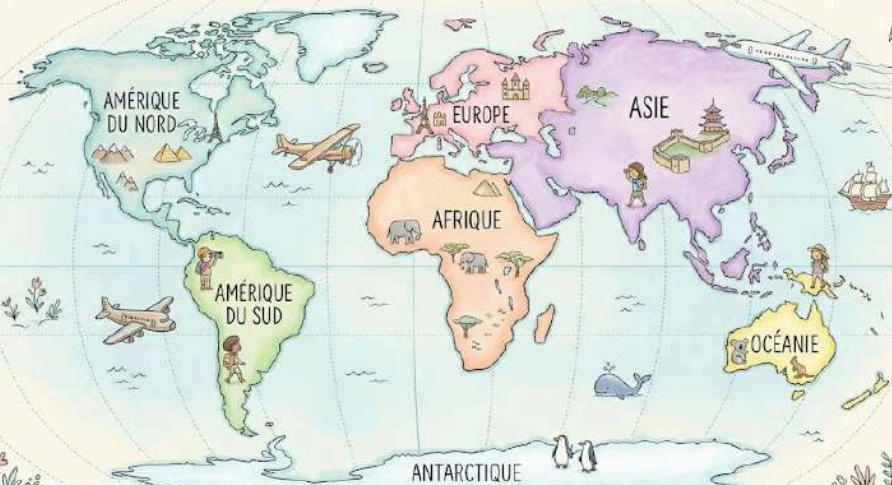 AMÉRIQUE
DU NORD
EUROPE
ASIE
AFRIQUE
AMÉRIQUE
DU SUD
OCÉANIE
ANTARCTIQUE